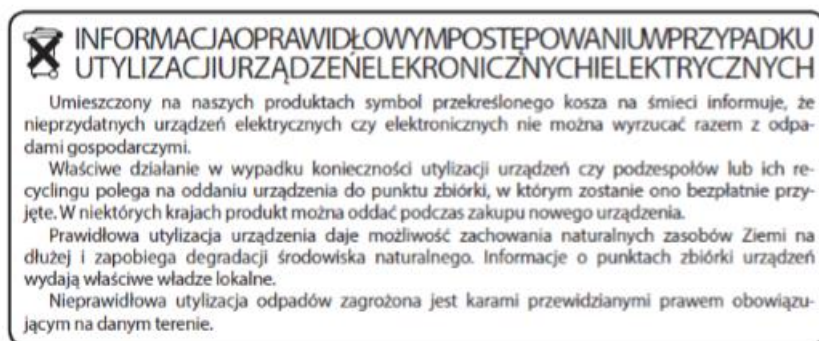 INFORMACJAOPRAWIDŁOWYMPOSTĘPOWANIUWPRZYPADKU
UTYLIZACJIURZĄDZEŃELEKRONICZNYCHIELEKTRYCZNYCH
Umieszczony na naszych produktach symbol przekreślonego kosza na śmieci informuje, że
nieprzydatnych urządzeń elektrycznych czy elektronicznych nie można wyrzucać razem z odpa-
dami gospodarczymi.
Właściwe działanie w wypadku konieczności utylizacji urządzeń czy podzespołów lub ich re-
cyclingu polega na oddaniu urządzenia do punktu zbiórki, w którym zostanie ono bezpłatnie przy-
jęte. W niektórych krajach produkt można oddać podczas zakupu nowego urządzenia.
Prawidłowa utylizacja urządzenia daje możliwość zachowania naturalnych zasobów Ziemi na
dłużej i zapobiega degradacji środowiska naturalnego. Informacje o punktach zbiórki urządzeń
wydają właściwe władze lokalne.
Nieprawidłowa utylizacja odpadów zagrożona jest karami przewidzianymi prawem obowiązu-
jącym na danym terenie.